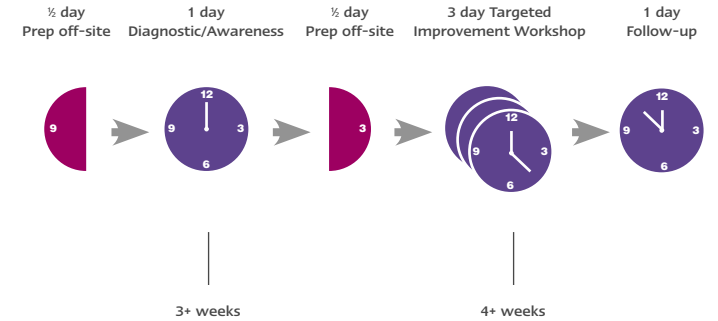 ½ day
Prep off-site
1 day
Diagnostic/Awareness
½ day
Prep off-site
3 day Targeted
Improvement Workshop
1 day
Follow-up
9
12
9
3
6
3
12
9
3
6
12
9
3
6
3+ weeks
4+ weeks